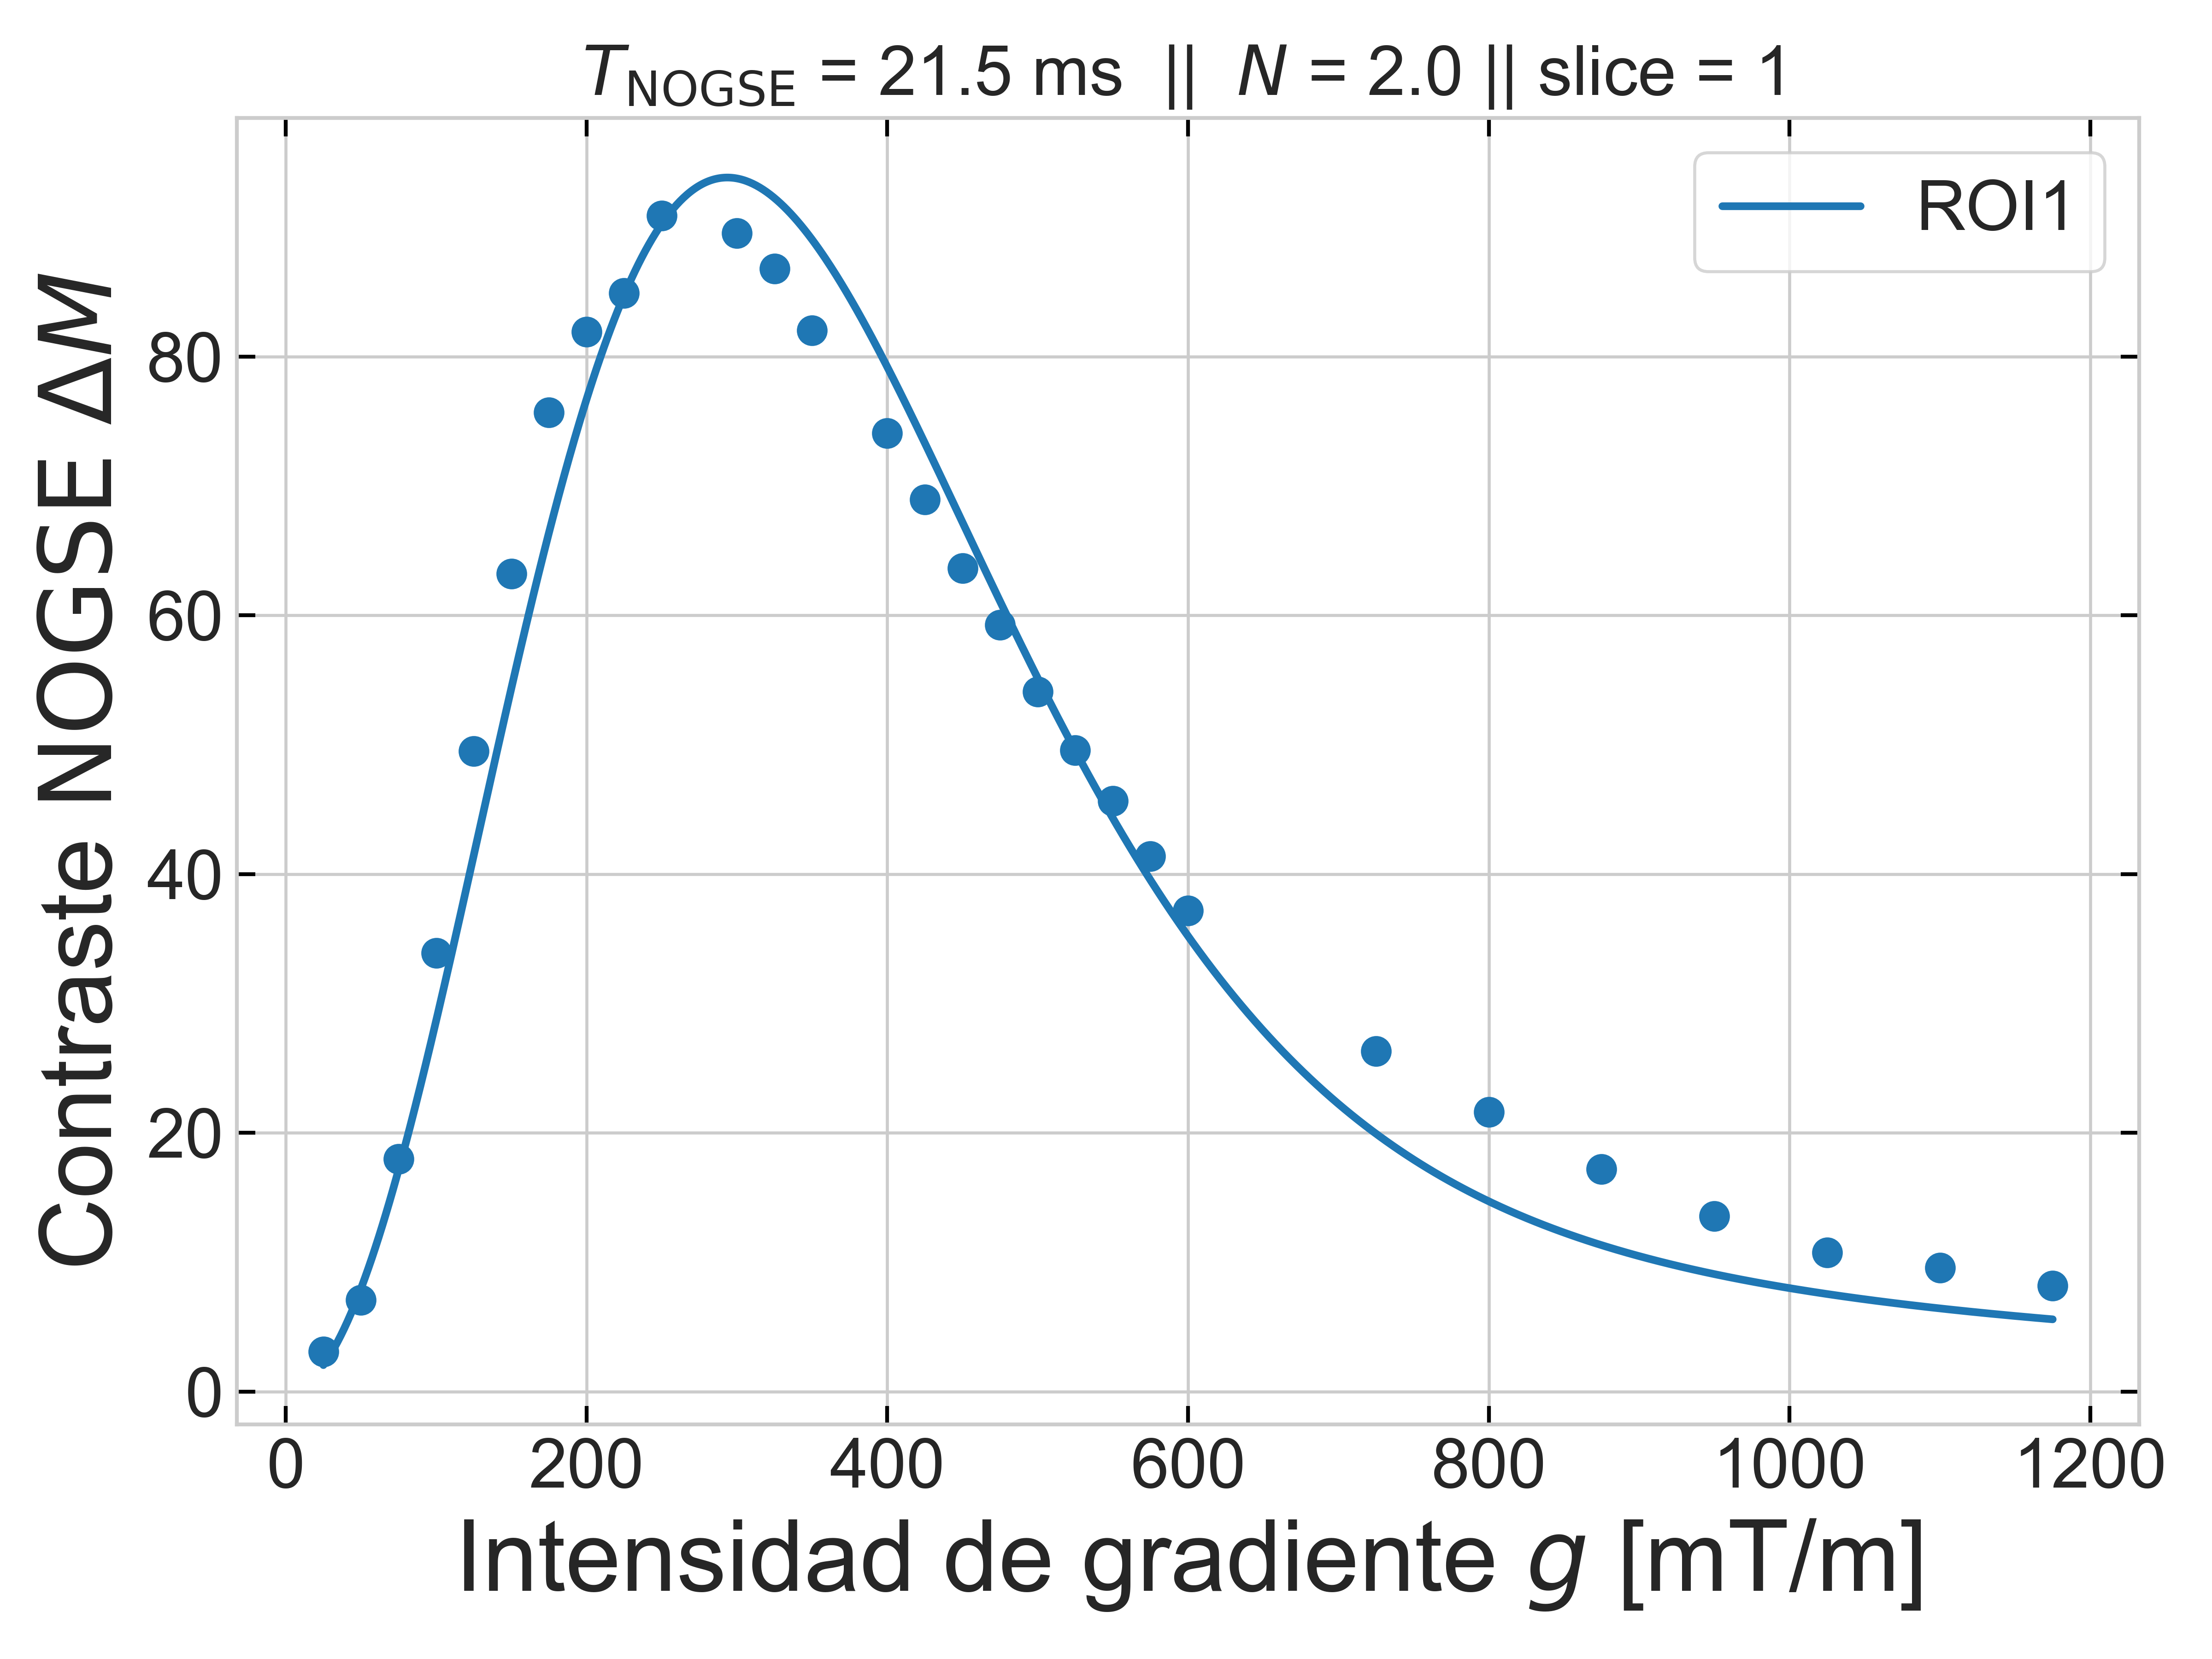 T_NOGSE = 21.5 ms || N = 2.0 || slice = 1
ROI1
Contraste NOGSE ΔM
80
60
40
20
0
0 200 400 600 800 1000 1200
Intensidad de gradiente g [mT/m]